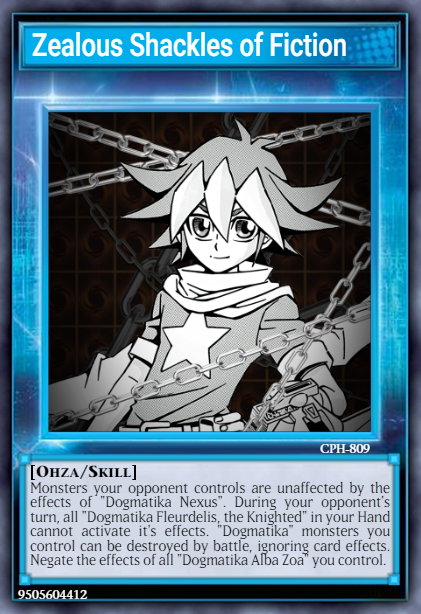 Zealous Shackles of Fiction
CPH-809
[Ohza/Skill]
Monsters your opponent controls are unaffected by the
effects of "Dogmatika Nexus". During your opponent's
turn, all "Dogmatika Fleurdelis, the Knighted" in your Hand
cannot activate it's effects. "Dogmatika" monsters you
control can be destroyed by battle, ignoring card effects.
Negate the effects of all "Dogmatika Alba Zoa" you control.
9505604412